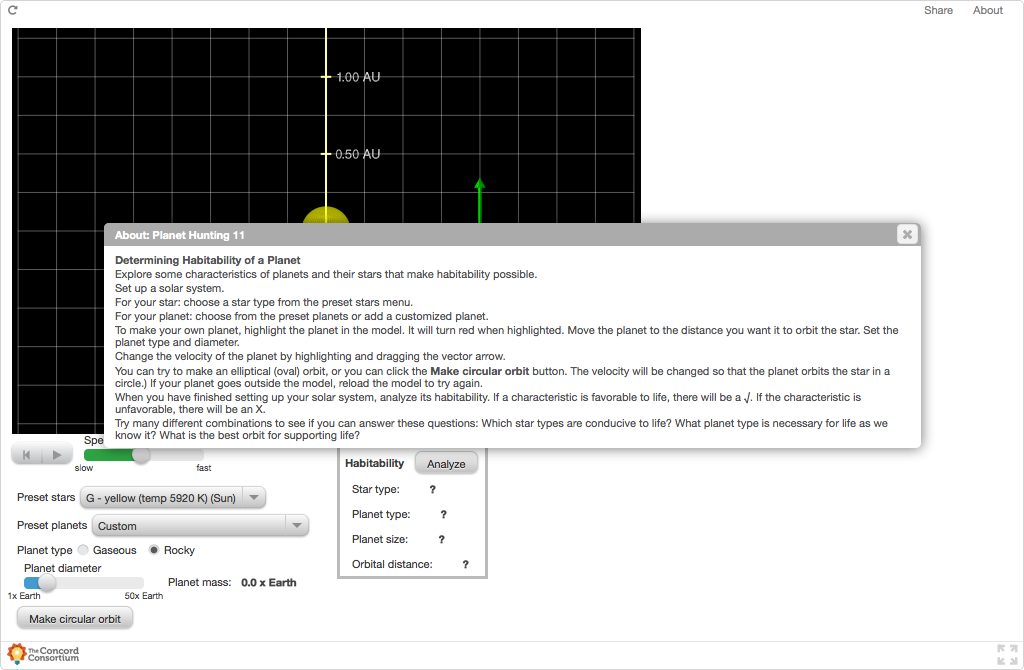 Share About
1.00 AU
0.50 AU
About: Planet Hunting 11
Determining Habitability of a Planet
Explore some characteristics of planets and their stars that make habitability possible.
Set up a solar system.
For your star: choose a star type from the preset stars menu.
For your planet: choose from the preset planets or add a customized planet.
To make your own planet, highlight the planet in the model. It will turn red when highlighted. Move the planet to the distance you want it to orbit the star. Set the
planet type and diameter.
Change the velocity of the planet by highlighting and dragging the vector arrow.
You can try to make an elliptical (oval) orbit, or you can click the Make circular orbit button. The velocity will be changed so that the planet orbits the star in a
circle.) If your planet goes outside the model, reload the model to try again.
When you have finished setting up your solar system, analyze its habitability. If a characteristic is favorable to life, there will be a √. If the characteristic is
unfavorable, there will be an X.
Try many different combinations to see if you can answer these questions: Which star types are conducive to life? What planet type is necessary for life as we
know it? What is the best orbit for supporting life?
Spe
slow fast
Preset stars G - yellow (temp 5920 K) (Sun)
Preset planets Custom
Planet type Gaseous Rocky
Planet diameter
Planet mass: 0.0 x Earth
1x Earth 50x Earth
Make circular orbit
Habitability Analyze
Star type: ?
Planet type: ?
Planet size: ?
Orbital distance: ?
The Concord
Consortium